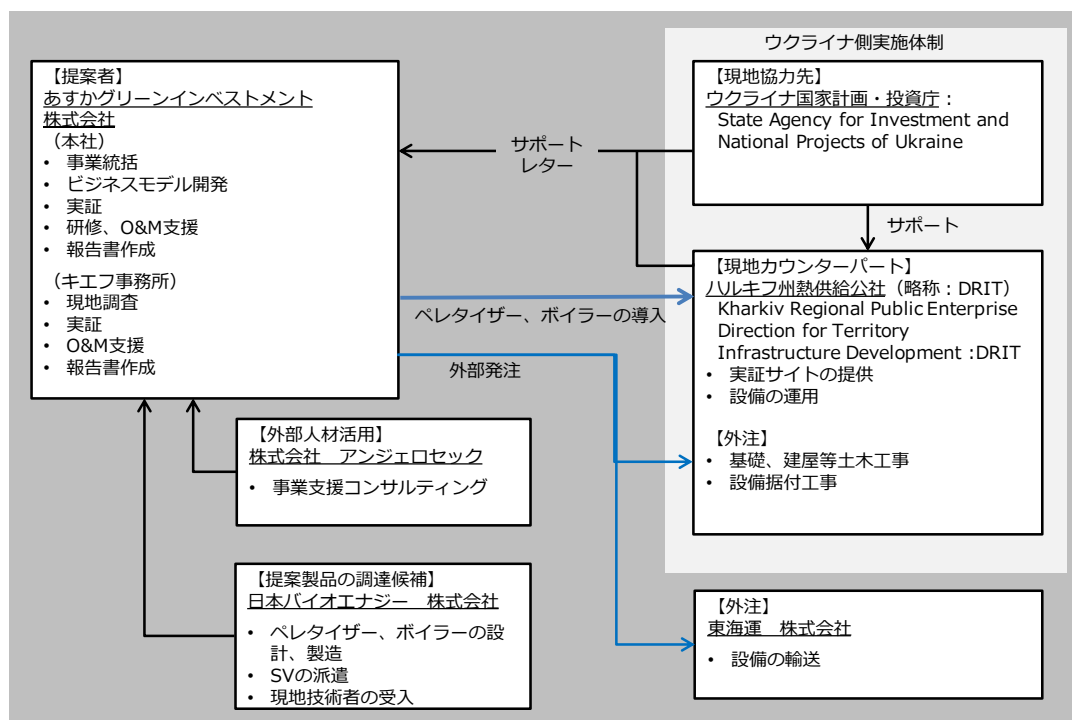 ウクライナ側実施体制
【提案者】
あすかグリーンインベストメント
株式会社
（本社）
• 事業統括
• ビジネスモデル開発
• 実証
• 研修、O&M支援
• 報告書作成
（キエフ事務所）
• 現地調査
• 実証
• O&M支援
• 報告書作成
サポート
レター
【現地協力先】
ウクライナ国家計画・投資庁：
State Agency for Investment and
National Projects of Ukraine
サポート
【現地カウンターパート】
ハルキフ州熱供給公社（略称：DRIT）
Kharkiv Regional Public Enterprise
Direction for Territory
Infrastructure Development :DRIT
• 実証サイトの提供
• 設備の運用
【外注】
• 基礎、建屋等土木工事
• 設備据付工事
ペレタイザー、ボイラーの導入
外部発注
【外部人材活用】
株式会社　アンジェロセック
• 事業支援コンサルティング
【提案製品の調達候補】
日本バイオエナジー　株式会社
• ペレタイザー、ボイラーの設
計、製造
• SVの派遣
• 現地技術者の受入
【外注】
東海運　株式会社
• 設備の輸送